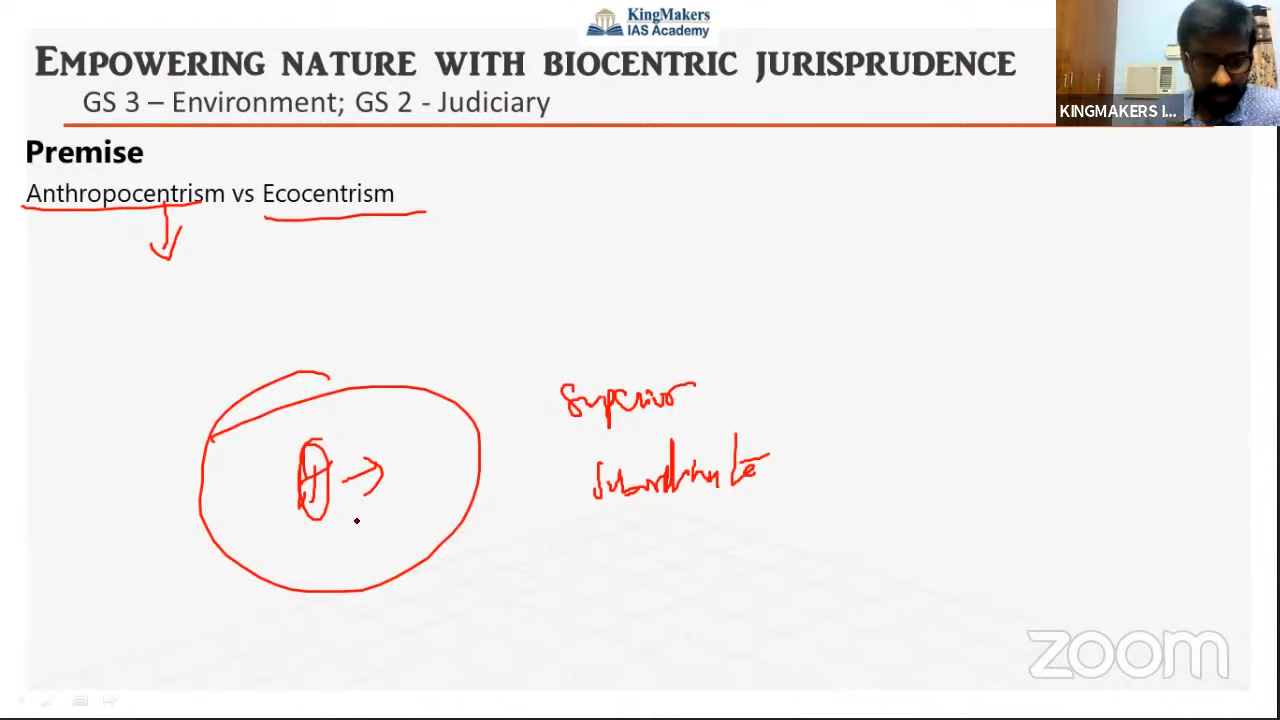 KingMakers
IAS Academy
EMPOWERING NATURE WITH BIOCENTRIC JURISPRUDENCE
GS 3 – Environment; GS 2 - Judiciary
KINGMAKERS I...
Premise
Anthropocentrism vs Ecocentrism
Superior
Subordinate
H
zoom